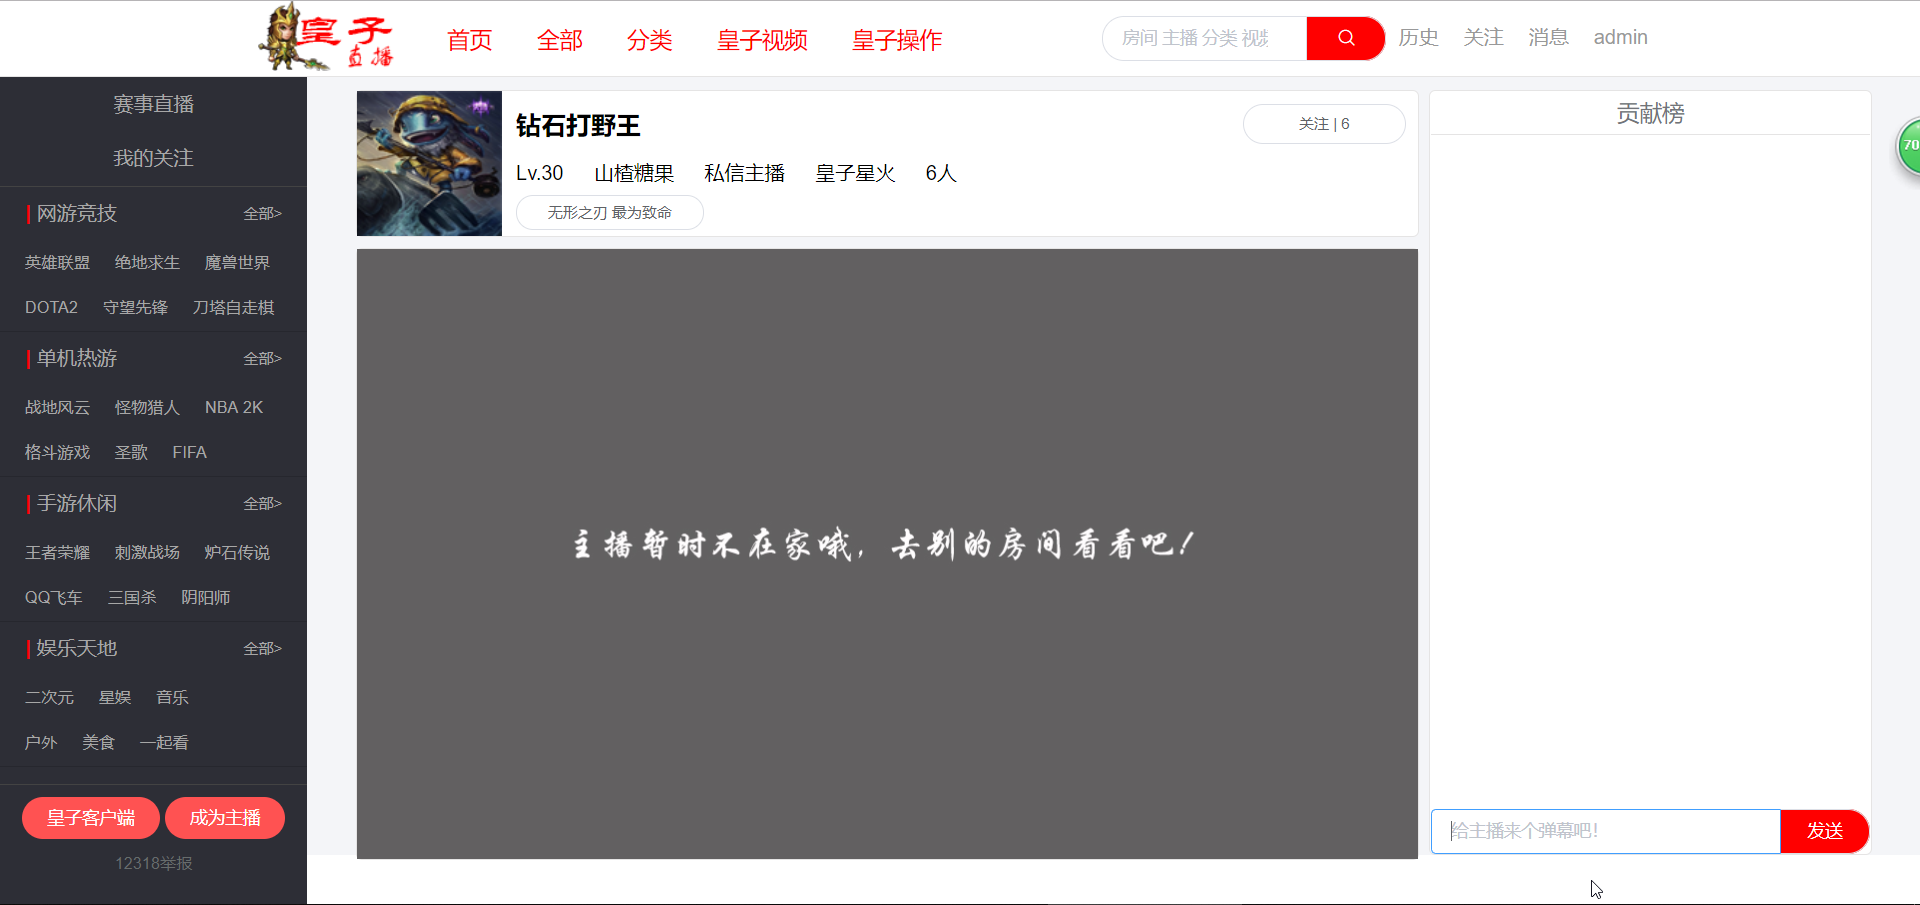 皇子
直播
首页 全部 分类 皇子视频 皇子操作
房间 主播 分类 视频
历史 关注 消息 admin
赛事直播
我的关注
网游竞技 全部>
英雄联盟 绝地求生 魔兽世界
DOTA2 守望先锋 刀塔自走棋
单机热游 全部>
战地风云 怪物猎人 NBA 2K
格斗游戏 圣歌 FIFA
手游休闲 全部>
王者荣耀 刺激战场 炉石传说
QQ飞车 三国杀 阴阳师
娱乐天地 全部>
二次元 星娱 音乐
户外 美食 一起看
皇子客户端 成为主播
12318举报
钻石打野王
关注 | 6
Lv.30 山楂糖果 私信主播 皇子星火 6人
无形之刃 最为致命
主播暂时不在家哦，去别的房间看看吧！
贡献榜
70
给主播来个弹幕吧！
发送